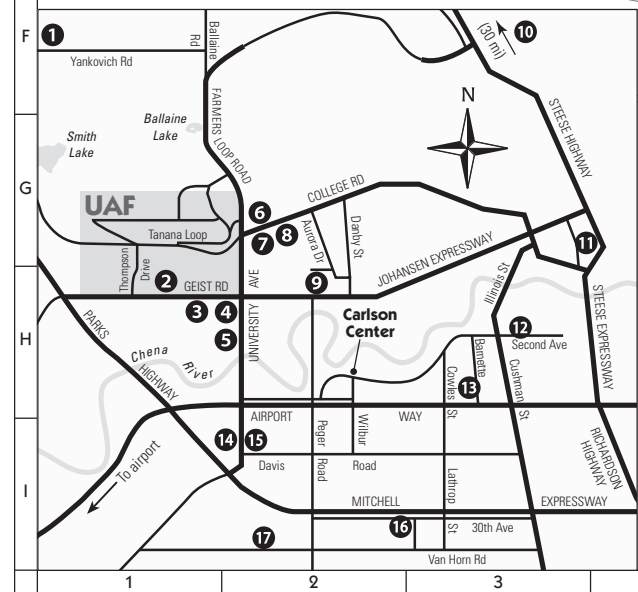 F
1
Yankovich Rd
Ballaine
Rd
10
(30 mi)
N
STEESE HIGHWAY
Ballaine
Lake
Smith
Lake
FARMERS LOOP ROAD
G
UAF
Tanana Loop
6
7
8
COLLEGE RD
Aurora Dr
Danby St
JOHANSEN EXPRESSWAY
11
Thompson
Drive
2
GEIST RD
AVE
9
Illinois St
STEESE EXPRESSWAY
H
3
4
5
UNIVERSITY
Carlson
Center
12
Second Ave
PARKS
HIGHWAY
Chena
River
Barnette
13
Cowles
St
Cushman
St
AIRPORT
WAY
14
15
Peger
Road
Wilbur
Davis
Road
RICHARDSON
HIGHWAY
To airport
I
MITCHELL
EXPRESSWAY
Lathrop
St
16
30th Ave
17
Van Horn Rd
1
2
3